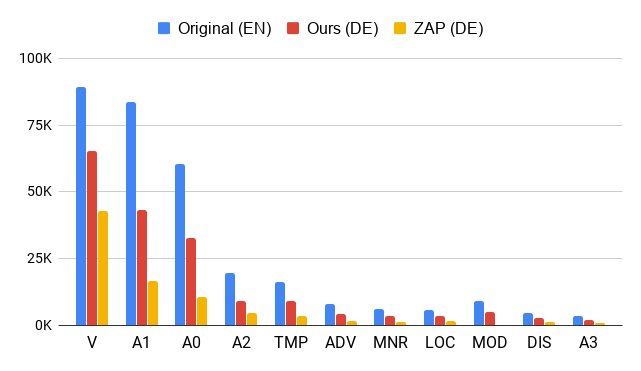 Original (EN) Ours (DE) ZAP (DE)
100K
75K
50K
25K
0K
V A1 A0 A2 TMP ADV MNR LOC MOD DIS A3